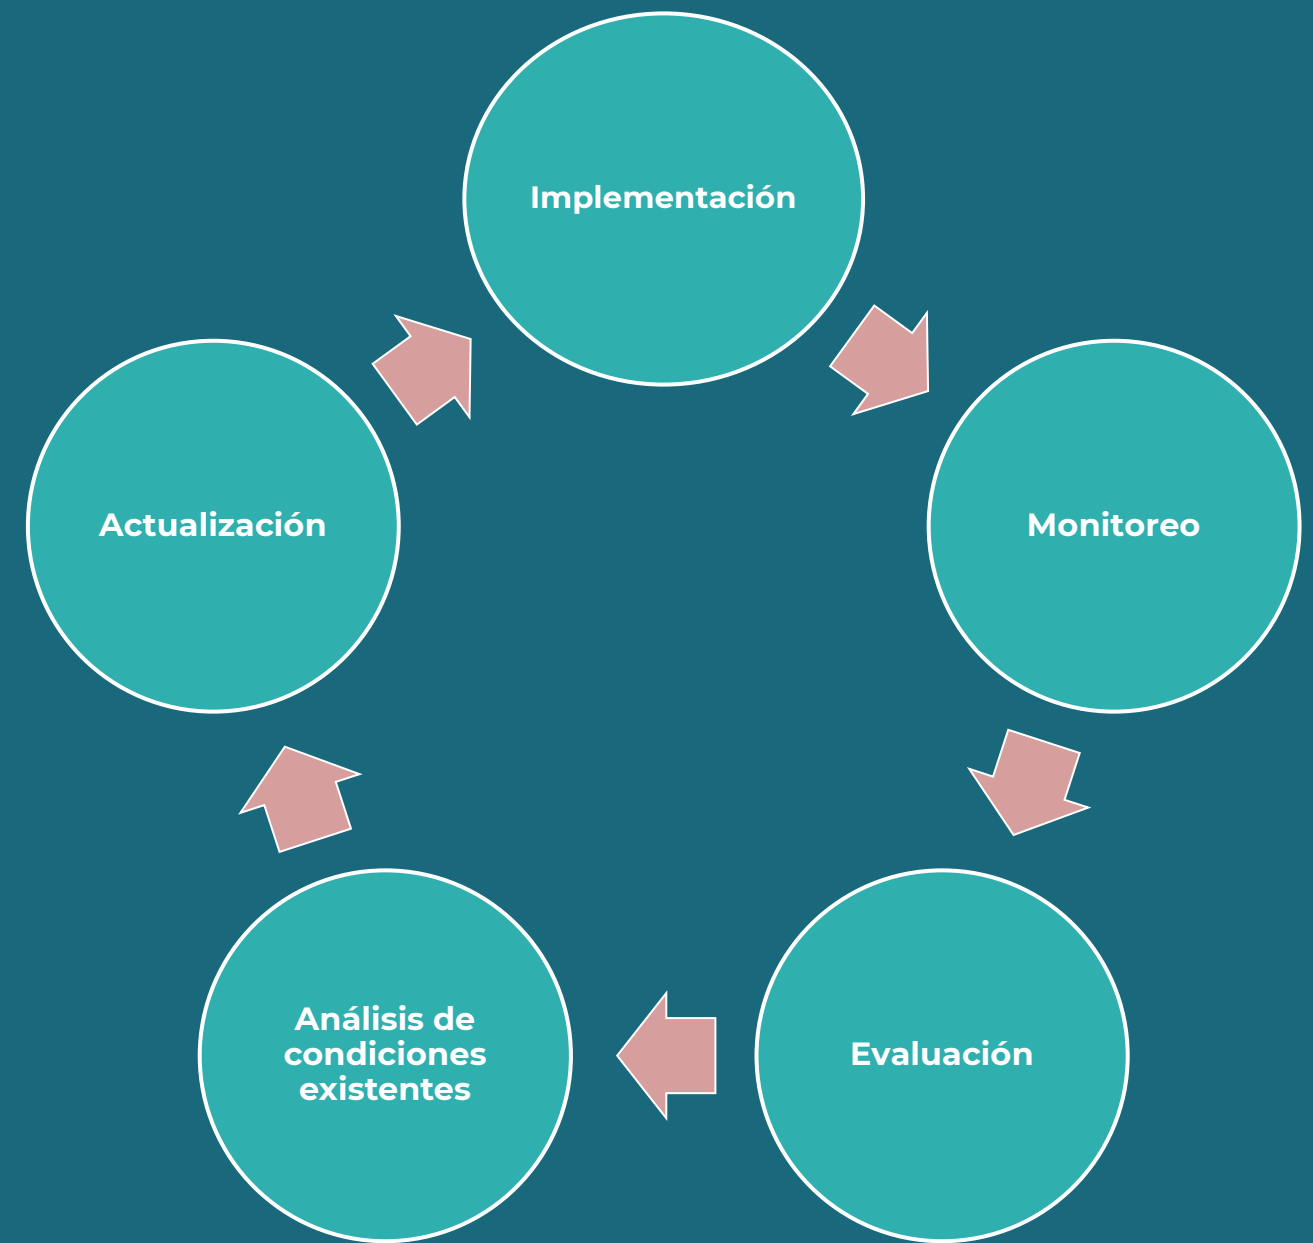 Implementación
Actualización
Monitoreo
Análisis de
condiciones
existentes
Evaluación